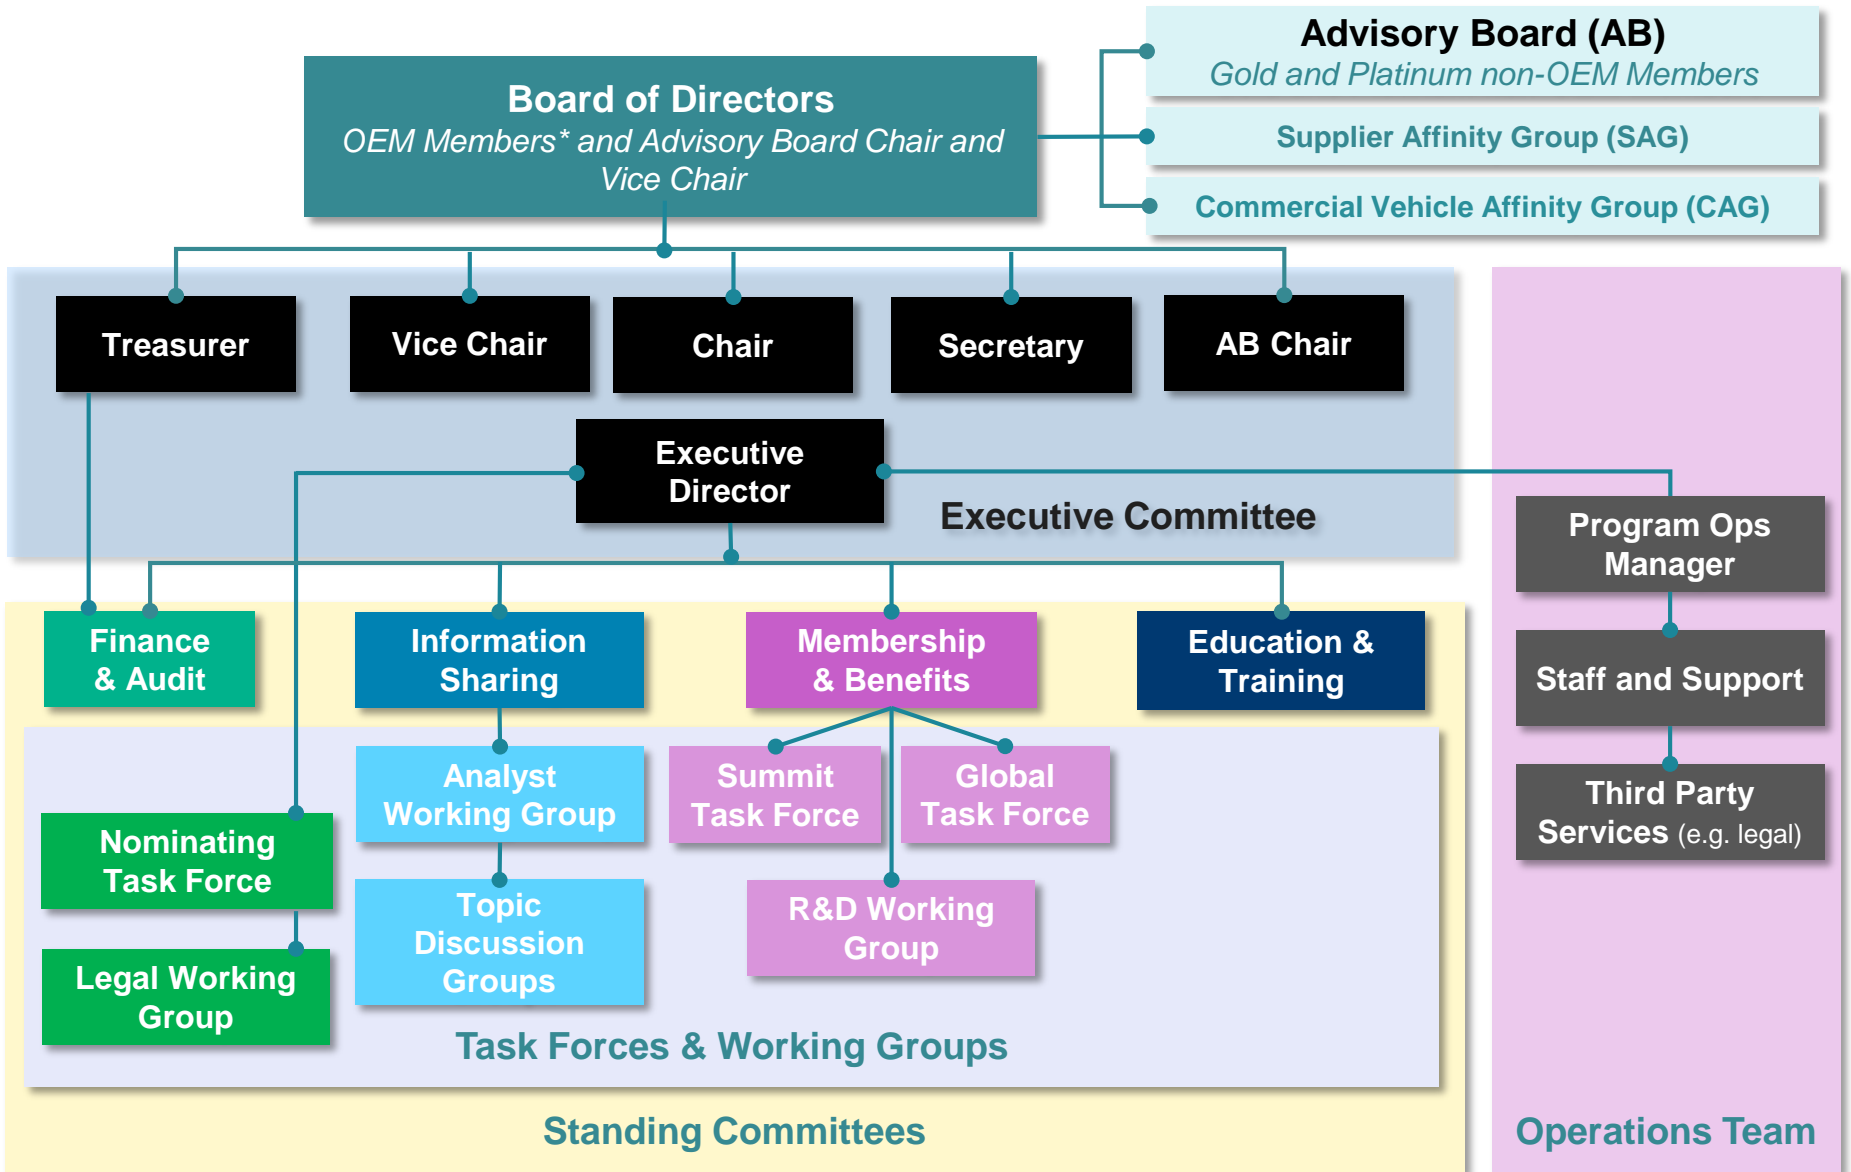 Advisory Board (AB)
Gold and Platinum non-OEM Members
Board of Directors
OEM Members* and Advisory Board Chair and
Vice Chair
Supplier Affinity Group (SAG)
Commercial Vehicle Affinity Group (CAG)
Treasurer
Vice Chair
Chair
Secretary
AB Chair
Executive
Director
Executive Committee
Program Ops
Manager
Finance
& Audit
Information
Sharing
Membership
& Benefits
Education &
Training
Staff and Support
Analyst
Working Group
Summit
Task Force
Global
Task Force
Third Party
Services (e.g. legal)
Nominating
Task Force
Topic
Discussion
Groups
R&D Working
Group
Legal Working
Group
Task Forces & Working Groups
Standing Committees
Operations Team